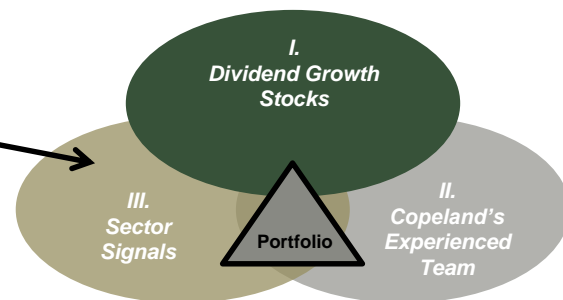 I.
Dividend Growth
Stocks
III.
Sector
Signals
Portfolio
II.
Copeland's
Experienced
Team